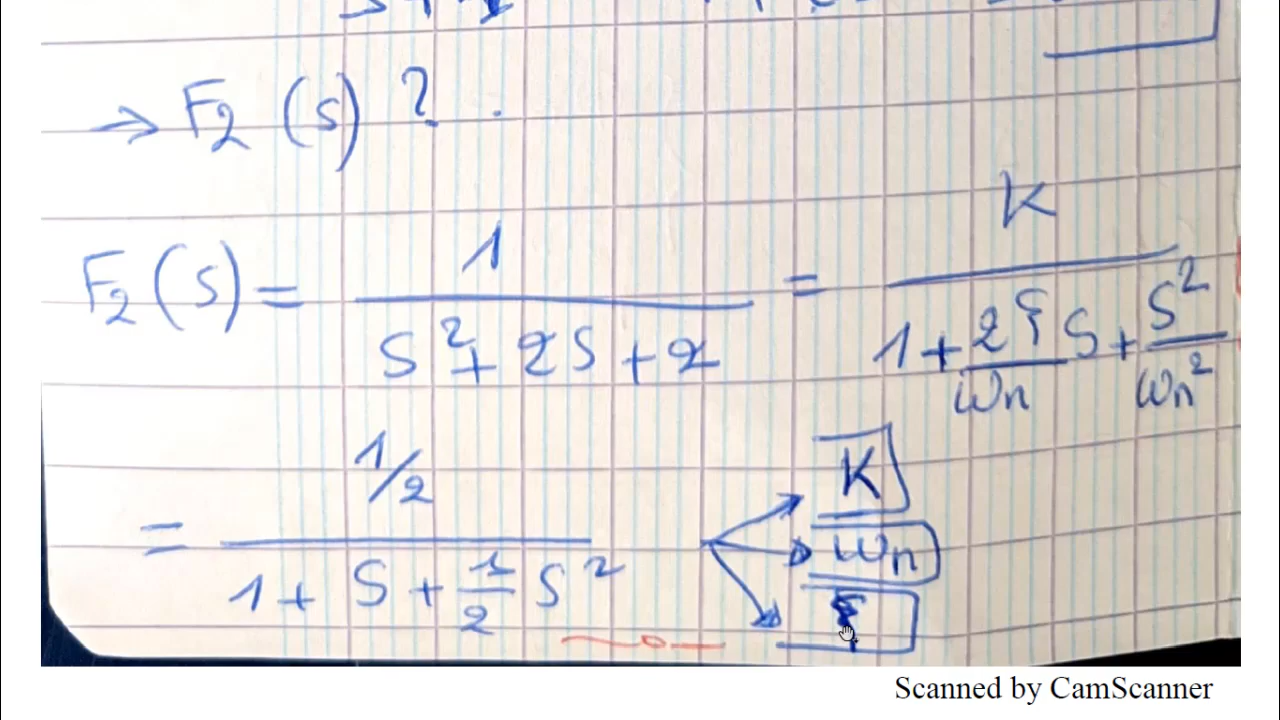 → F₂ (s) ?
F₂(s) = 1 / (s² + 2s + 2) = K / (1 + 2ξ/ωn s + s²/ωn²)
= 1/2 / (1 + s + 1/2 s²) → K
ωn
ξ
Scanned by CamScanner